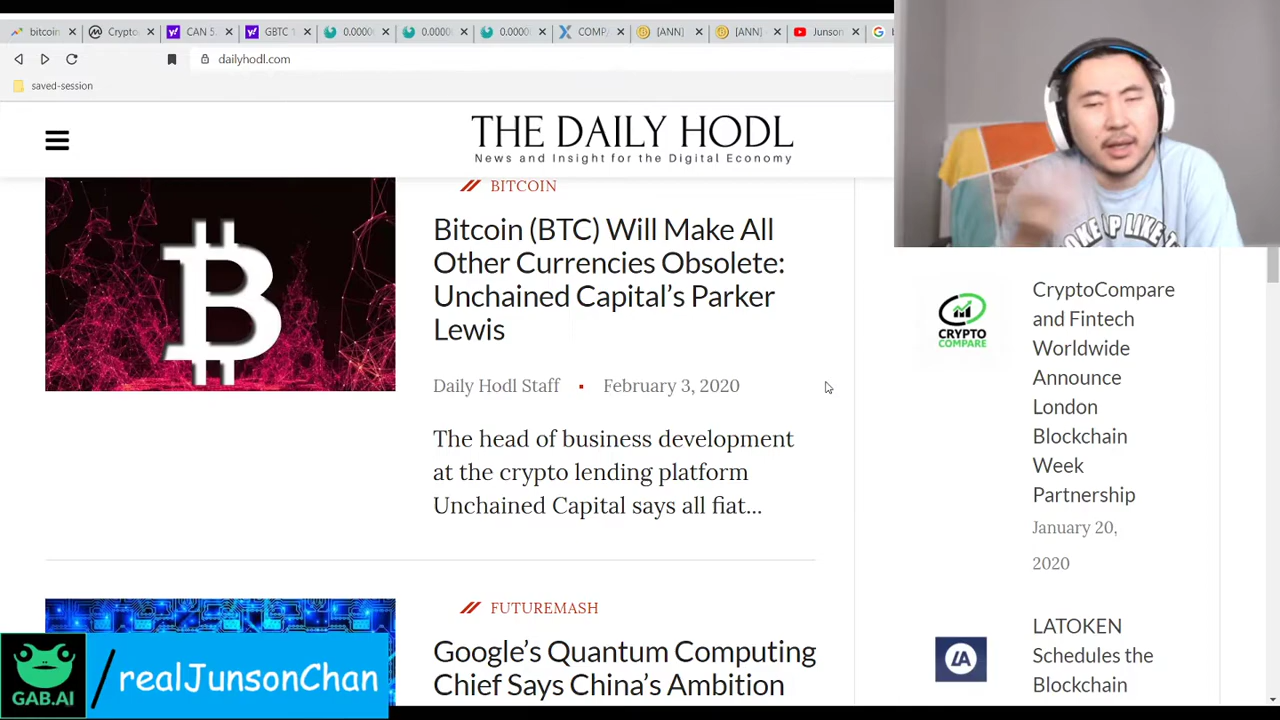 bitcoin
Crypto
CAN 5.
GBTC 1
0.0000
0.0000
0.0000
COMP
[ANN]
[ANN]
Junson
dailyhodl.com
saved-session
THE DAILY HODL
News and Insight for the Digital Economy
BITCOIN
Bitcoin (BTC) Will Make All
Other Currencies Obsolete:
Unchained Capital's Parker
Lewis
Daily Hodl Staff
February 3, 2020
The head of business development
at the crypto lending platform
Unchained Capital says all fiat...
FUTUREMASH
Google's Quantum Computing
Chief Says China's Ambition
CRYPTO
COMPARE
CryptoCompare
and Fintech
Worldwide
Announce
London
Blockchain
Week
Partnership
January 20,
2020
LATOKEN
Schedules the
Blockchain
GAB.AI
/realJunsonChan